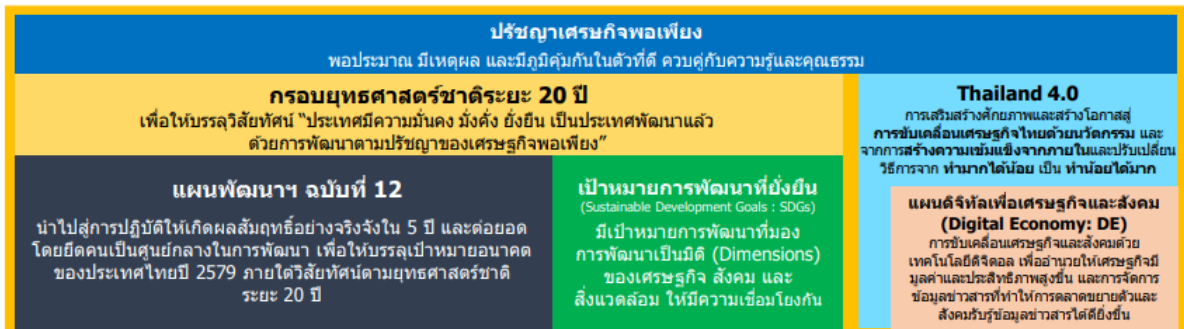 ปรัชญาเศรษฐกิจพอเพียง
พอประมาณ มีเหตุผล และมีภูมิคุ้มกันในตัวที่ดี ควบคู่กับความรู้และคุณธรรม
กรอบยุทธศาสตร์ชาติระยะ 20 ปี
เพื่อให้บรรลุวิสัยทัศน์ “ประเทศมีความมั่นคง มั่งคั่ง ยั่งยืน เป็นประเทศพัฒนาแล้ว
ด้วยการพัฒนาตามปรัชญาของเศรษฐกิจพอเพียง”
แผนพัฒนาฯ ฉบับที่ 12
นำไปสู่การปฏิบัติให้เกิดผลสัมฤทธิ์อย่างจริงจังใน 5 ปี และต่อยอด
โดยยึดคนเป็นศูนย์กลางในการพัฒนา เพื่อให้บรรลุเป้าหมายอนาคต
ของประเทศไทยปี 2579 ภายใต้วิสัยทัศน์ตามยุทธศาสตร์ชาติ
ระยะ 20 ปี
เป้าหมายการพัฒนาที่ยั่งยืน
(Sustainable Development Goals : SDGs)
มีเป้าหมายการพัฒนาที่มอง
การพัฒนาเป็นมิติ (Dimensions)
ของเศรษฐกิจ สังคม และ
สิ่งแวดล้อม ให้มีความเชื่อมโยงกัน
Thailand 4.0
การเสริมสร้างศักยภาพและสร้างโอกาสสู่
การขับเคลื่อนเศรษฐกิจไทยด้วยนวัตกรรม และ
จากการสร้างความเข้มแข็งจากภายในและปรับเปลี่ยน
วิธีการจาก ทำมากได้น้อย เป็น ทำน้อยได้มาก
แผนดิจิทัลเพื่อเศรษฐกิจและสังคม
(Digital Economy: DE)
การขับเคลื่อนเศรษฐกิจและสังคมด้วย
เทคโนโลยีดิจิตอล เพื่ออำนวยให้เศรษฐกิจมี
มูลค่าและประสิทธิภาพสูงขึ้น และการจัดการ
ข้อมูลข่าวสารที่ทำให้การตลาดขยายตัวและ
สังคมรับรู้ข้อมูลข่าวสารได้ดียิ่งขึ้น